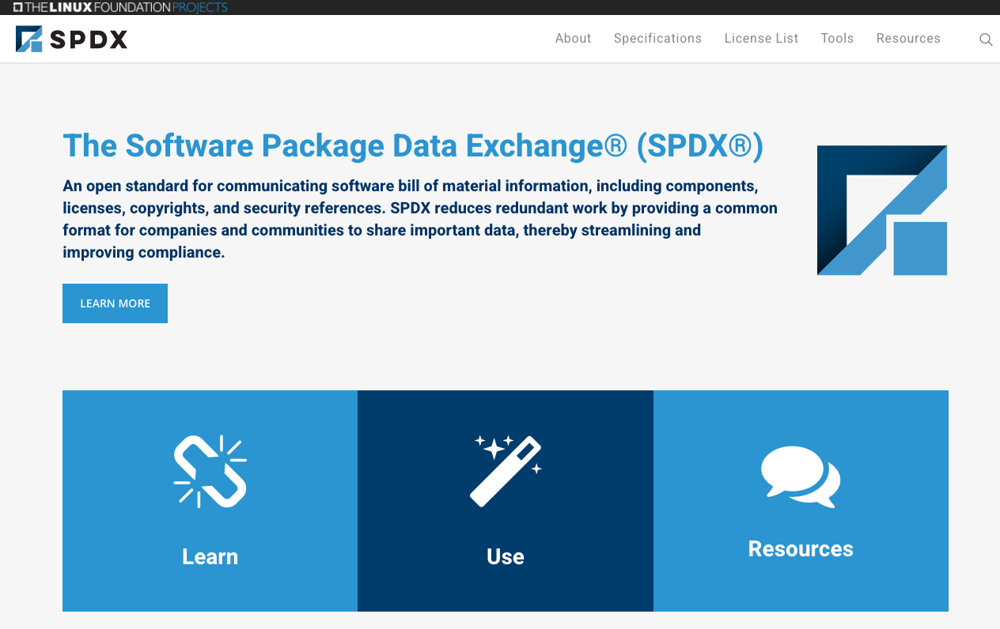 THE LINUX FOUNDATION PROJECTS
SPDX
About
Specifications
License List
Tools
Resources
The Software Package Data Exchange® (SPDX®)
An open standard for communicating software bill of material information, including components,
licenses, copyrights, and security references. SPDX reduces redundant work by providing a common
format for companies and communities to share important data, thereby streamlining and
improving compliance.
LEARN MORE
Learn
Use
Resources